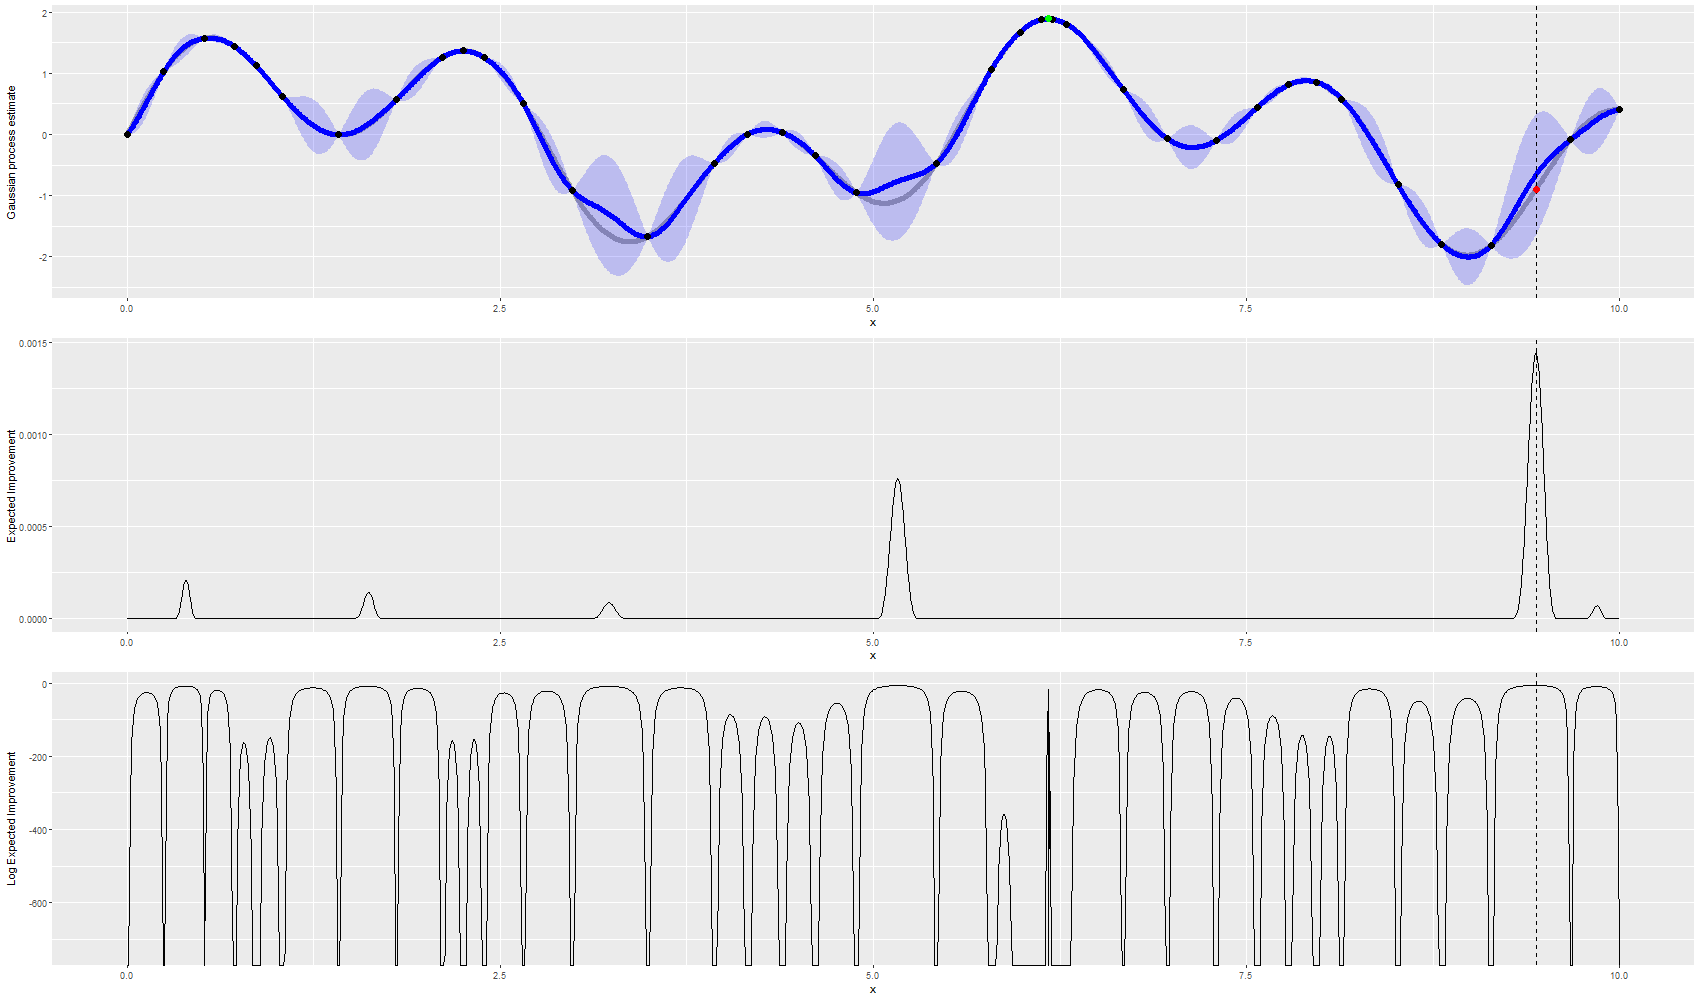 Gaussian process estimate
2
1
0
-1
-2
0.0 2.5 5.0 7.5 10.0
x
Expected Improvement
0.0015
0.0010
0.0005
0.0000
0.0 2.5 5.0 7.5 10.0
x
Log Expected Improvement
0
-200
-400
-600
0.0 2.5 5.0 7.5 10.0
x